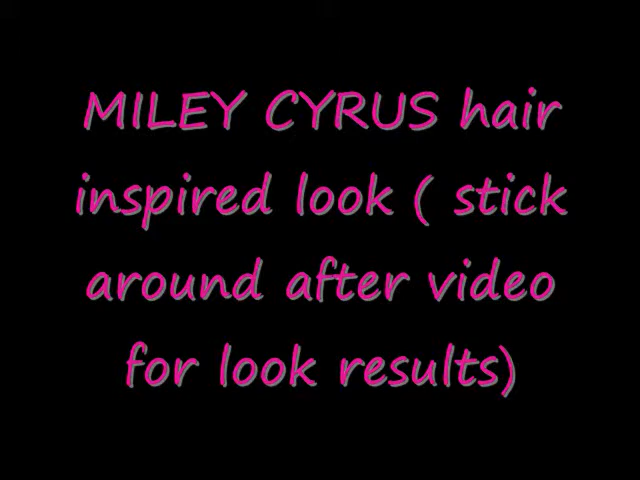 MILEY CYRUS hair
inspired look ( stick
around after video
for look results)